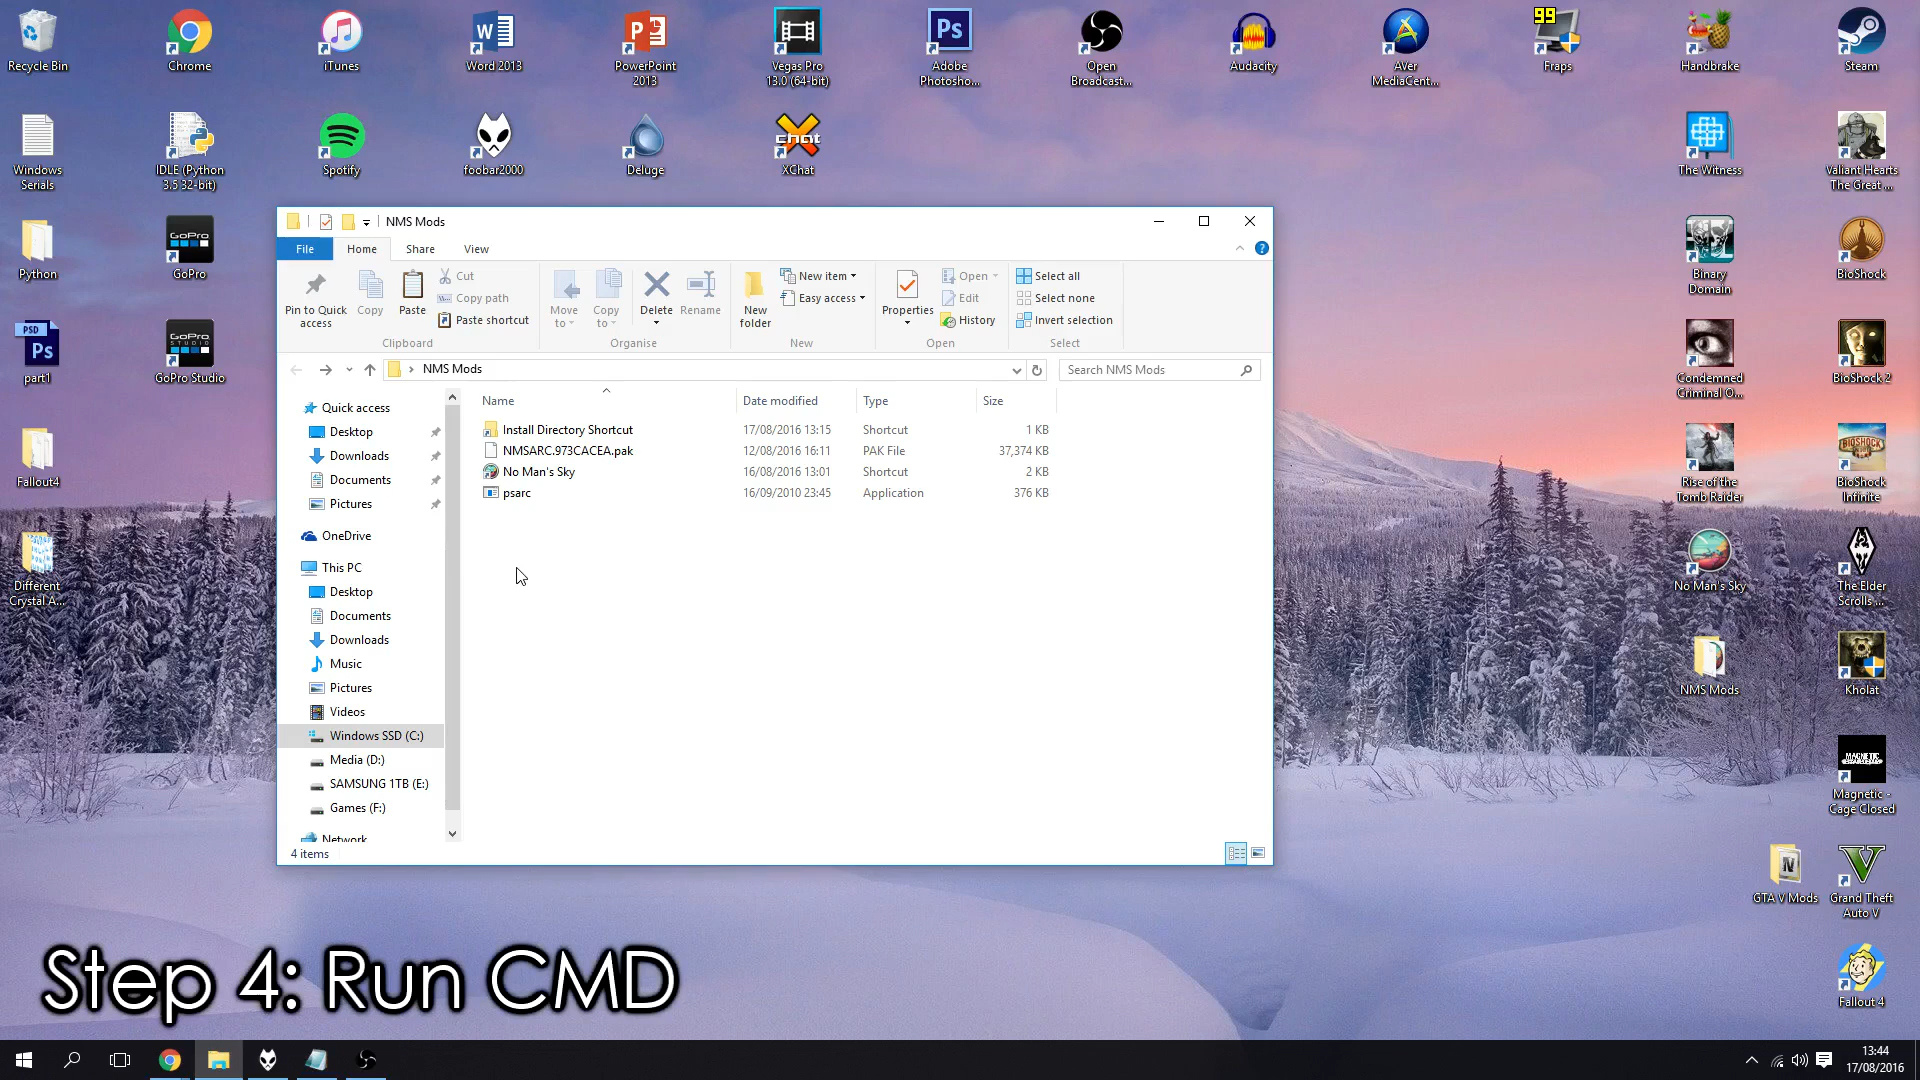 Recycle Bin
Chrome
iTunes
Word 2013
PowerPoint
2013
Vegas Pro
13.0 (64-bit)
Ps
Adobe
Photosho...
Open
Broadcast...
Audacity
AVer
MediaCent...
99
Fraps
Handbrake
Steam
Windows
Serials
IDLE (Python
3.5 32-bit)
Spotify
foobar2000
Deluge
chat
XChat
The Witness
Valiant Hearts
The Great ...
Python
GoPro
GoPro
Binary
Domain
BioShock
PSD
Ps
part1
GoPro
STUDIO
GoPro Studio
Condemned
Criminal O...
BioShock 2
Fallout4
Rise of the
Tomb Raider
BioShock
Infinite
Different
Crystal A...
No Man's Sky
The Elder
Scrolls ...
NMS Mods
Kholat
MAGNETIC
Magnetic -
Cage Closed
GTA V Mods
Grand Theft
Auto V
Fallout 4
NMS Mods
File
Home
Share
View
Pin to Quick
access
Copy
Paste
Cut
Copy path
Paste shortcut
Clipboard
Move
to
Copy
to
Delete
Rename
Organise
New
folder
New item
Easy access
New
Properties
Open
Edit
History
Open
Select all
Select none
Invert selection
Select
NMS Mods
Search NMS Mods
Name
Date modified
Type
Size
Install Directory Shortcut
17/08/2016 13:15
Shortcut
1 KB
NMSARC.973CACEA.pak
12/08/2016 16:11
PAK File
37,374 KB
No Man's Sky
16/08/2016 13:01
Shortcut
2 KB
psarc
16/09/2010 23:45
Application
376 KB
Quick access
Desktop
Downloads
Documents
Pictures
OneDrive
This PC
Desktop
Documents
Downloads
Music
Pictures
Videos
Windows SSD (C:)
Media (D:)
SAMSUNG 1TB (E:)
Games (F:)
Network
4 items
Step 4: Run CMD
13:44
17/08/2016